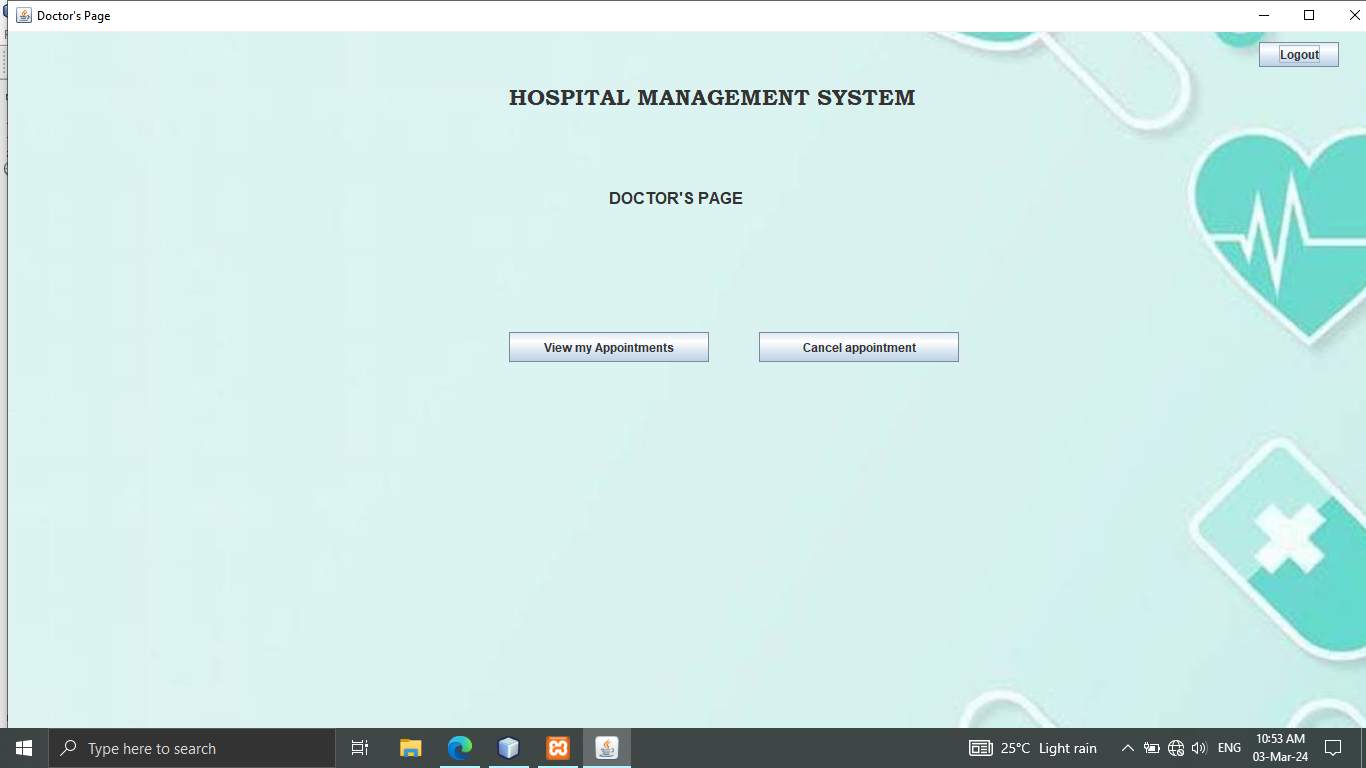 Doctor's Page
Logout
HOSPITAL MANAGEMENT SYSTEM
DOCTOR'S PAGE
View my Appointments
Cancel appointment
Type here to search
25°C Light rain
ENG
10:53 AM
03-Mar-24